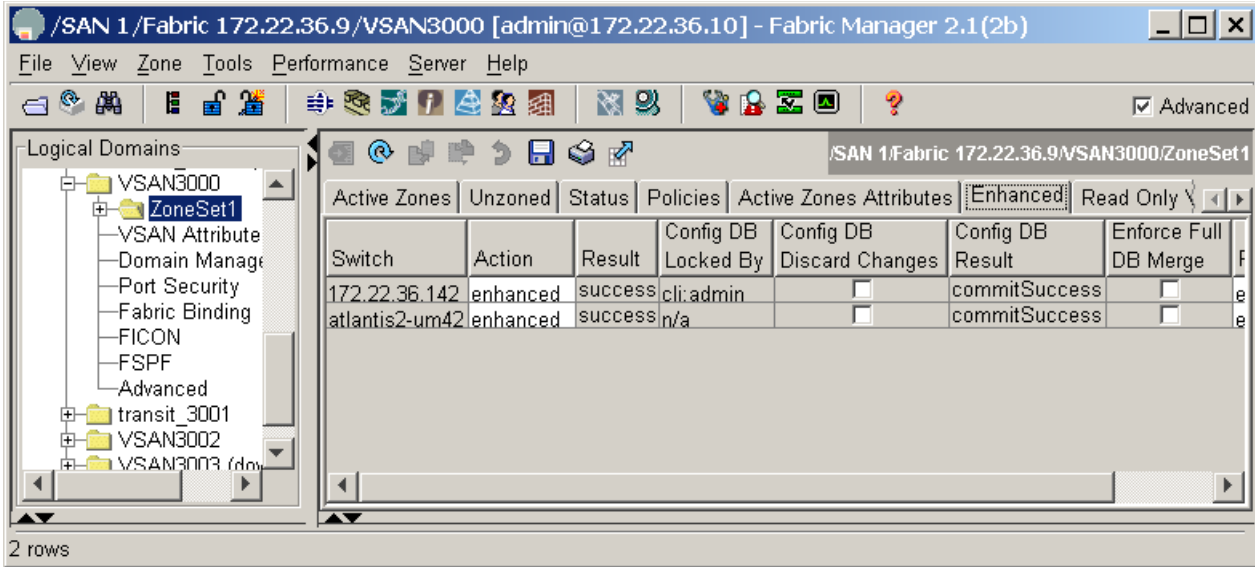 /SAN 1/Fabric 172.22.36.9/VSAN3000 [admin@172.22.36.10] - Fabric Manager 2.1(2b)
File View Zone Tools Performance Server Help
Advanced
Logical Domains
VSAN3000
ZoneSet1
VSAN Attribute
Domain Manage
Port Security
Fabric Binding
FICON
FSPF
Advanced
transit_3001
VSAN3002
VSAN3003 (dow
/SAN 1/Fabric 172.22.36.9/VSAN3000/ZoneSet1
Active Zones Unzoned Status Policies Active Zones Attributes Enhanced Read Only
Switch Action Result Config DB Locked By Config DB Discard Changes Config DB Result Enforce Full DB Merge
172.22.36.142 enhanced success cli:admin commitSuccess e
atlantis2-um42 enhanced success n/a commitSuccess e
2 rows